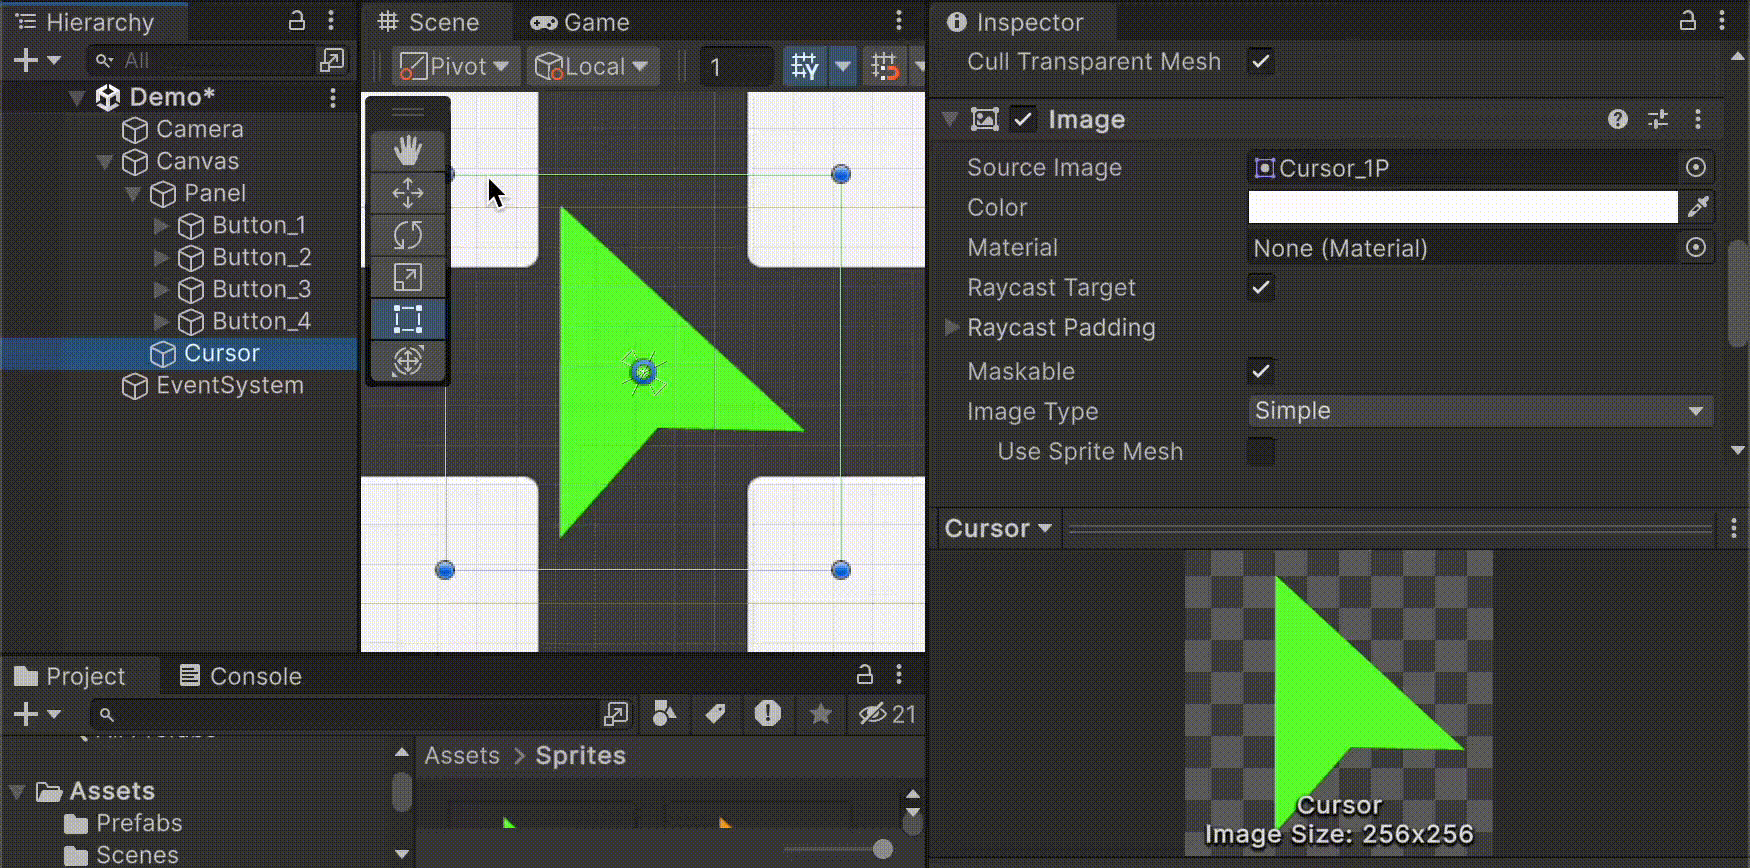 Hierarchy
All
Demo*
Camera
Canvas
Panel
Button_1
Button_2
Button_3
Button_4
Cursor
EventSystem
Scene
Game
Pivot
Local
1
Inspector
Cull Transparent Mesh
Image
Source Image
Cursor_1P
Color
Material
None (Material)
Raycast Target
Raycast Padding
Maskable
Image Type
Simple
Use Sprite Mesh
Cursor
Cursor
Image Size: 256x256
Project
Console
21
Assets
Prefabs
Scenes
Assets > Sprites